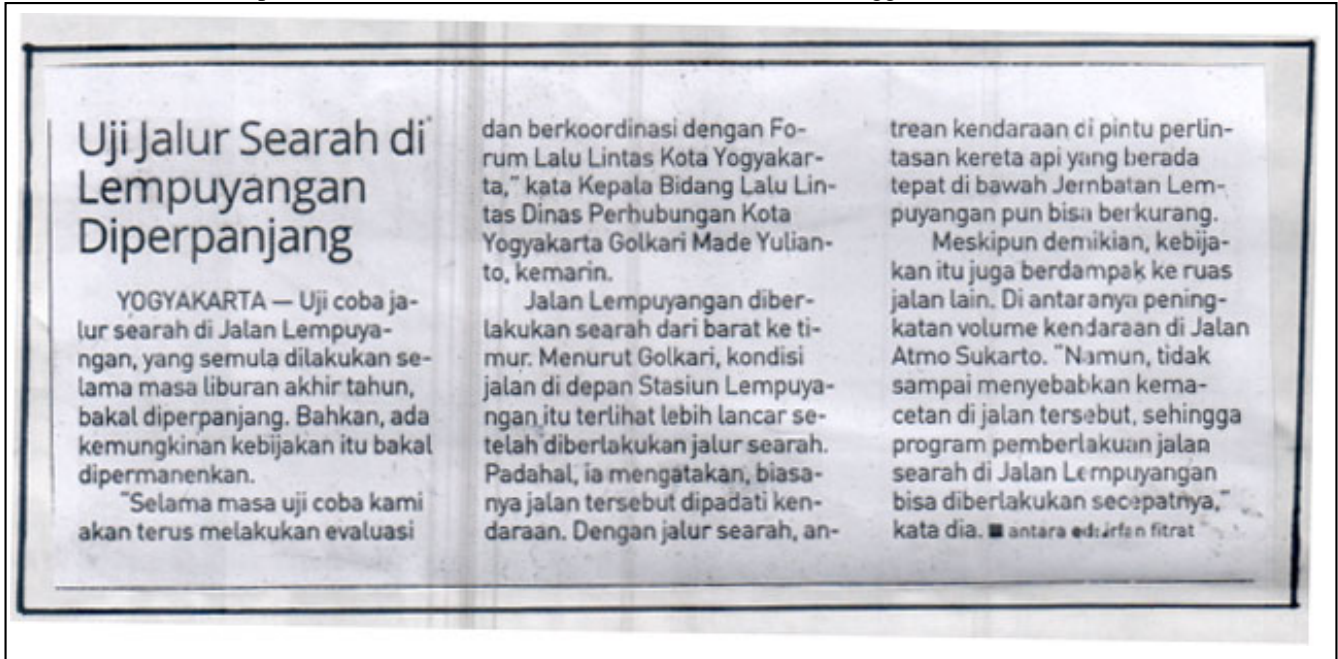 Uji Jalur Searah di
Lempuyangan
Diperpanjang
YOGYAKARTA — Uji coba ja-
lur searah di Jalan Lempuya-
ngan, yang semula dilakukan se-
lama masa liburan akhir tahun,
bakal diperpanjang. Bahkan, ada
kemungkinan kebijakan itu bakal
dipermanenkan.
"Selama masa uji coba kami
akan terus melakukan evaluasi
dan berkoordinasi dengan Fo-
rum Lalu Lintas Kota Yogyakar-
ta," kata Kepala Bidang Lalu Lin-
tas Dinas Perhubungan Kota
Yogyakarta Golkari Made Yulian-
to, kemarin.
Jalan Lempuyangan diber-
lakukan searah dari barat ke ti-
mur. Menurut Golkari, kondisi
jalan di depan Stasiun Lempuya-
ngan itu terlihat lebih lancar se-
telah diberlakukan jalur searah.
Padahal, ia mengatakan, biasa-
nya jalan tersebut dipadati ken-
daraan. Dengan jalur searah, an-
trean kendaraan di pintu perlin-
tasan kereta api yang berada
tepat di bawah Jembatan Lem-
puyangan pun bisa berkurang.
Meskipun demikian, kebija-
kan itu juga berdampak ke ruas
jalan lain. Di antaranya pening-
katan volume kendaraan di Jalan
Atmo Sukarto. "Namun, tidak
sampai menyebabkan kema-
cetan di jalan tersebut, sehingga
program pemberlakuan jalan
searah di Jalan Lempuyangan
bisa diberlakukan secepatnya,"
kata dia. ■ antara ed: irfan fitrat